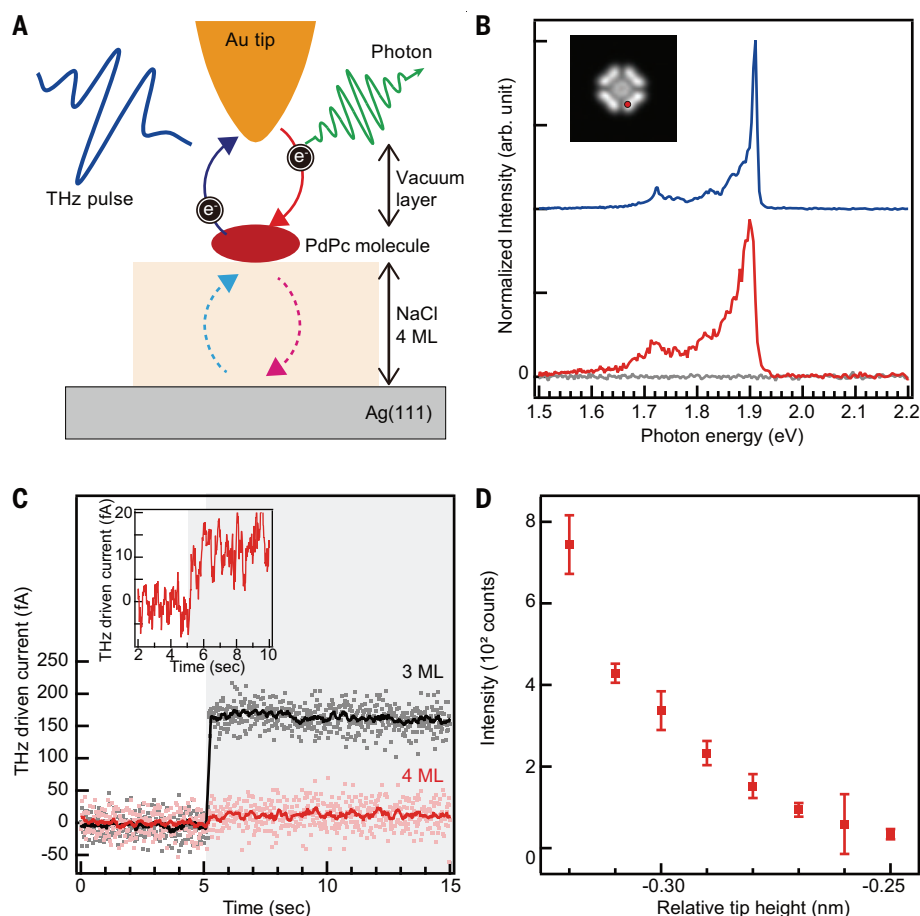 A
Au tip
Photon
THz pulse
e-
e-
Vacuum
layer
PdPc molecule
NaCl
4 ML
Ag(111)
B
Normalized Intensity (arb. unit)
0
1.5 1.6 1.7 1.8 1.9 2.0 2.1 2.2
Photon energy (eV)
C
THz driven current (fA)
20
10
0
2 4 6 8 10
Time (sec)
THz driven current (fA)
250
200
150
100
50
0
-50
3 ML
4 ML
0 5 10 15
Time (sec)
D
Intensity (10² counts)
8
6
4
2
0
-0.30 -0.25
Relative tip height (nm)